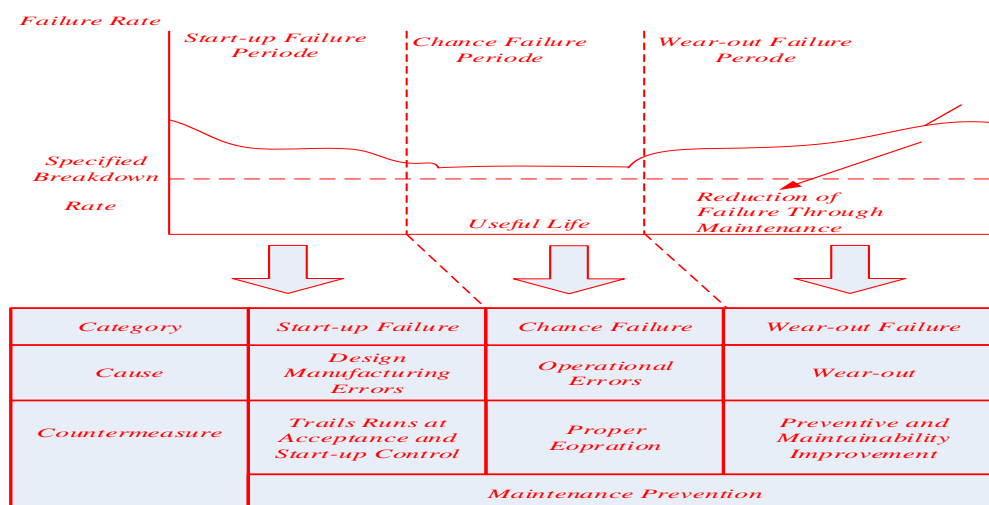 Failure Rate
Start-up Failure
Periode
Chance Failure
Periode
Wear-out Failure
Perode
Specified
Breakdown
Rate
Reduction of
Failure Through
Maintenance
Useful Life
Category
Start-up Failure
Chance Failure
Wear-out Failure
Cause
Design
Manufacturing
Errors
Operational
Errors
Wear-out
Countermeasure
Trails Runs at
Acceptance and
Start-up Control
Proper
Eopration
Preventive and
Maintainability
Improvement
Maintenance Prevention